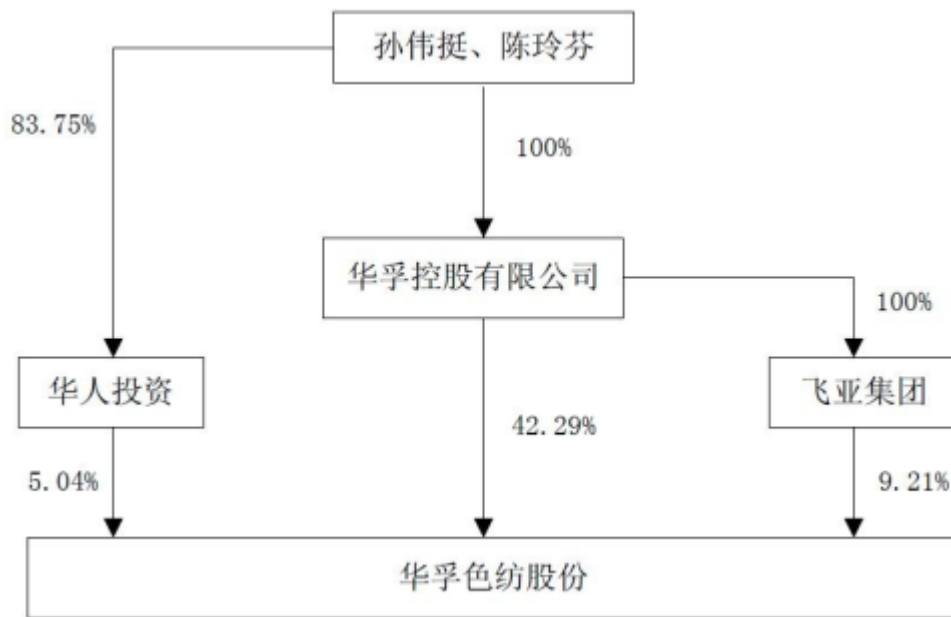 孙伟挺、陈玲芬
83.75%
100%
华孚控股有限公司
100%
华人投资
飞亚集团
42.29%
5.04%
9.21%
华孚色纺股份